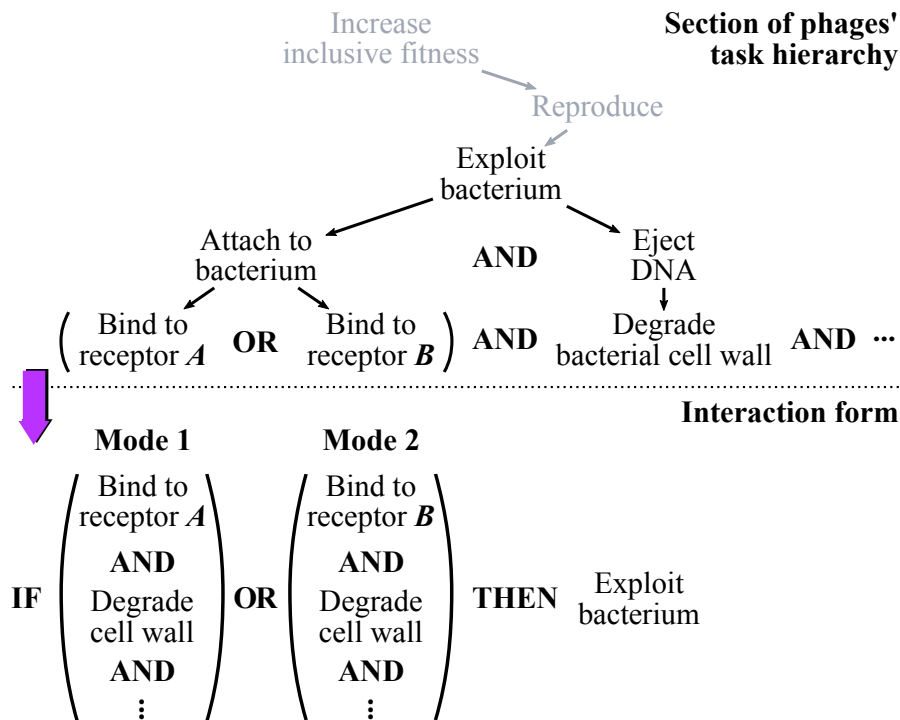 Increase
inclusive fitness
Section of phages'
task hierarchy
Reproduce
Exploit
bacterium
Attach to
bacterium
AND
Eject
DNA
( Bind to
receptor A
OR
Bind to
receptor B )
AND
Degrade
bacterial cell wall
AND ...
Interaction form
Mode 1
Mode 2
IF
Bind to
receptor A
AND
Degrade
cell wall
AND
⋮
OR
Bind to
receptor B
AND
Degrade
cell wall
AND
⋮
THEN
Exploit
bacterium